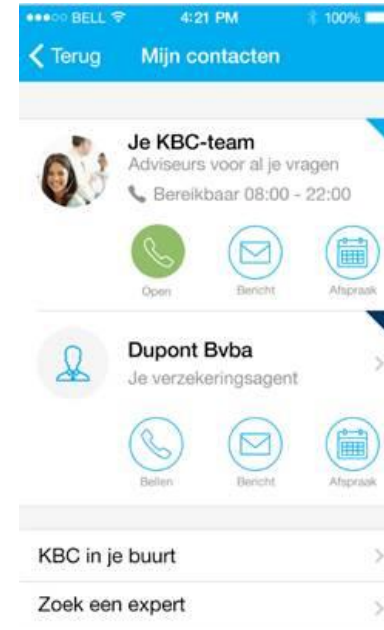 BELL 4:21 PM 100%
Terug Mijn contacten
Je KBC-team
Adviseurs voor al je vragen
Bereikbaar 08:00 - 22:00
Open Bericht Afspraak
Dupont Bvba
Je verzekeringsagent
Bellen Bericht Afspraak
KBC in je buurt
Zoek een expert